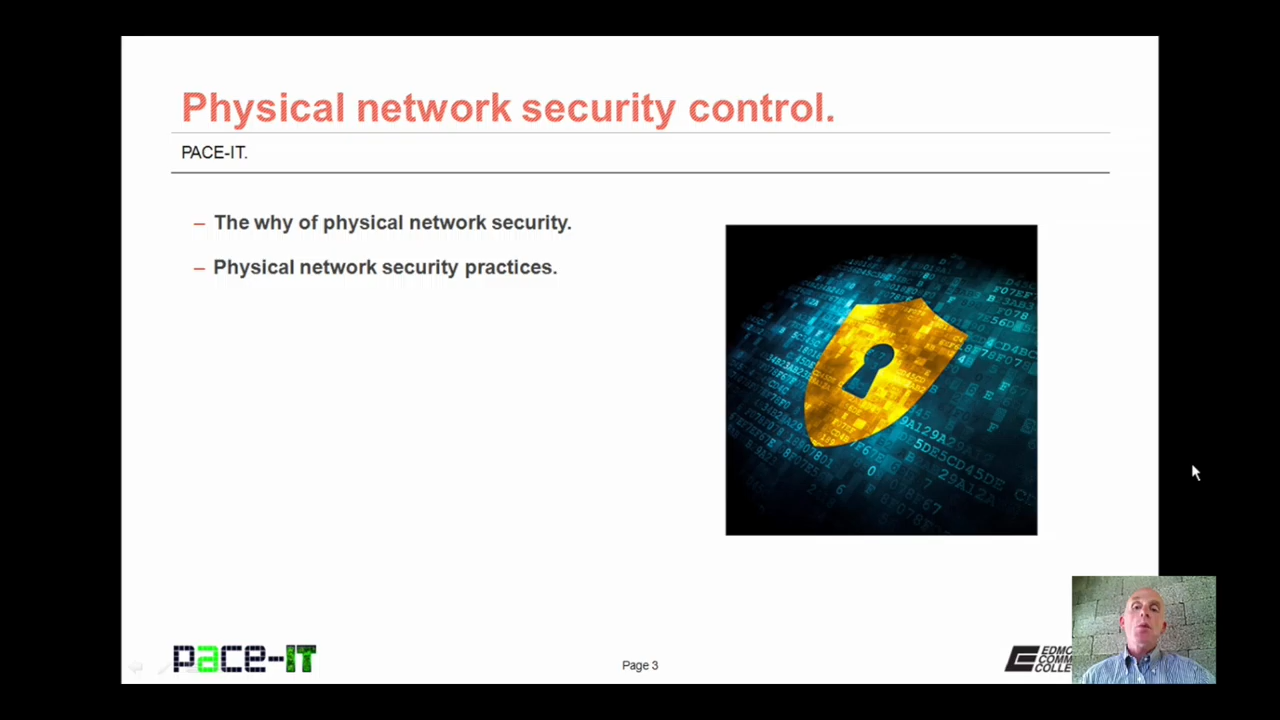 Physical network security control.
PACE-IT.
– The why of physical network security.
– Physical network security practices.
pace-IT
Page 3